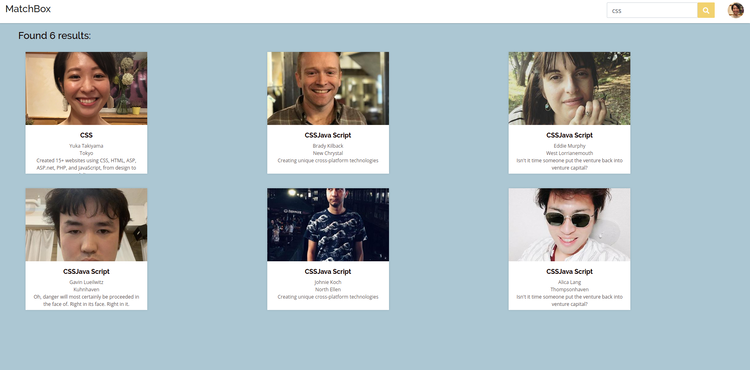 MatchBox
css
Found 6 results:
CSS
Yuka Takiyama
Tokyo
Created 15+ websites using CSS, HTML, ASP,
ASP.net, PHP, and JavaScript, from design to
CSSJava Script
Brady Kilback
New Chrystal
Creating unique cross-platform technologies
CSSJava Script
Eddie Murphy
West Lorrianemouth
Isn't it time someone put the venture back into
venture capital?
CSSJava Script
Gavin Lueilwitz
Kuhnhaven
Oh, danger will most certainly be proceeded in
the face of. Right in its face. Right in it.
CSSJava Script
Johnie Koch
North Ellen
Creating unique cross-platform technologies
CSSJava Script
Alica Lang
Thompsonhaven
Isn't it time someone put the venture back into
venture capital?